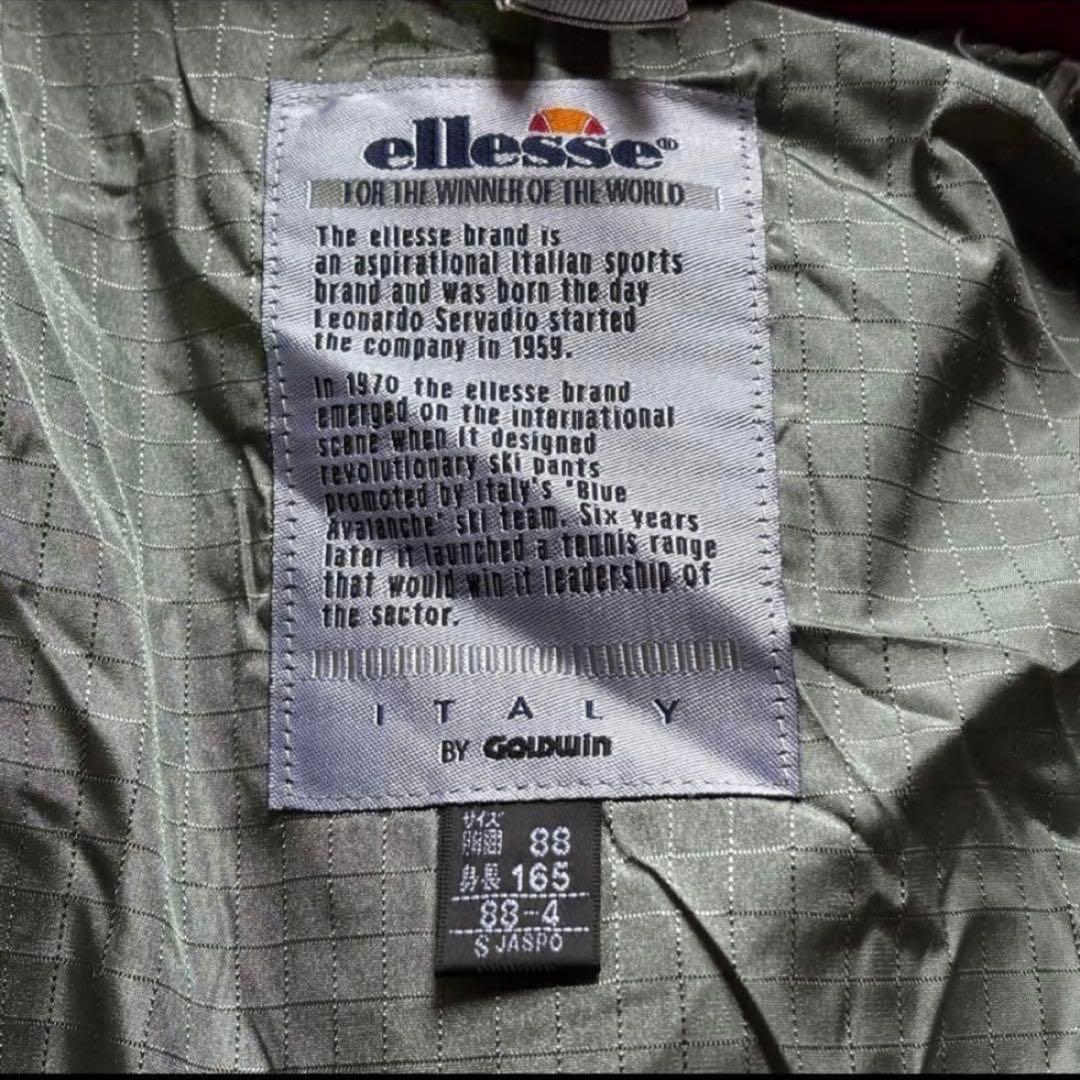 ellesse®
FOR THE WINNER OF THE WORLD
The ellesse brand is
an aspirational Italian sports
brand and was born the day
Leonardo Servadio started
the company in 1959.
In 1970 the ellesse brand
emerged on the international
scene when it designed
revolutionary ski pants
promoted by Italy's "Blue
Avalanche" ski team. Six years
later it launched a tennis range
that would win it leadership of
the sector.
ITALY
BY GOLDWIN
サイズ
胸囲 88
身長 165
88-4
S JASPO